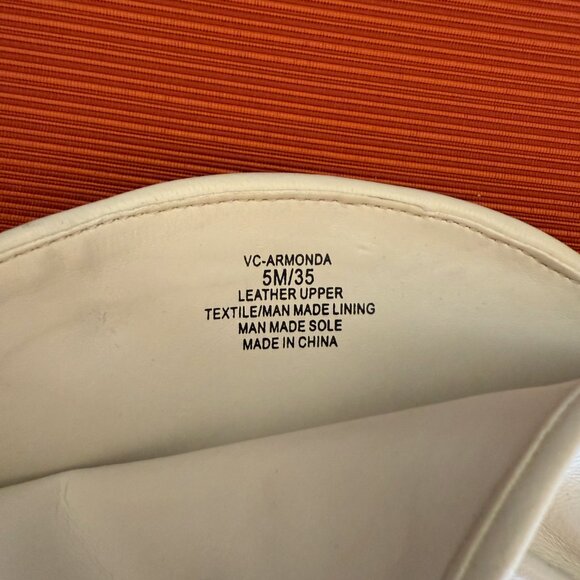 VC-ARMONDA
5M/35
LEATHER UPPER
TEXTILE/MAN MADE LINING
MAN MADE SOLE
MADE IN CHINA